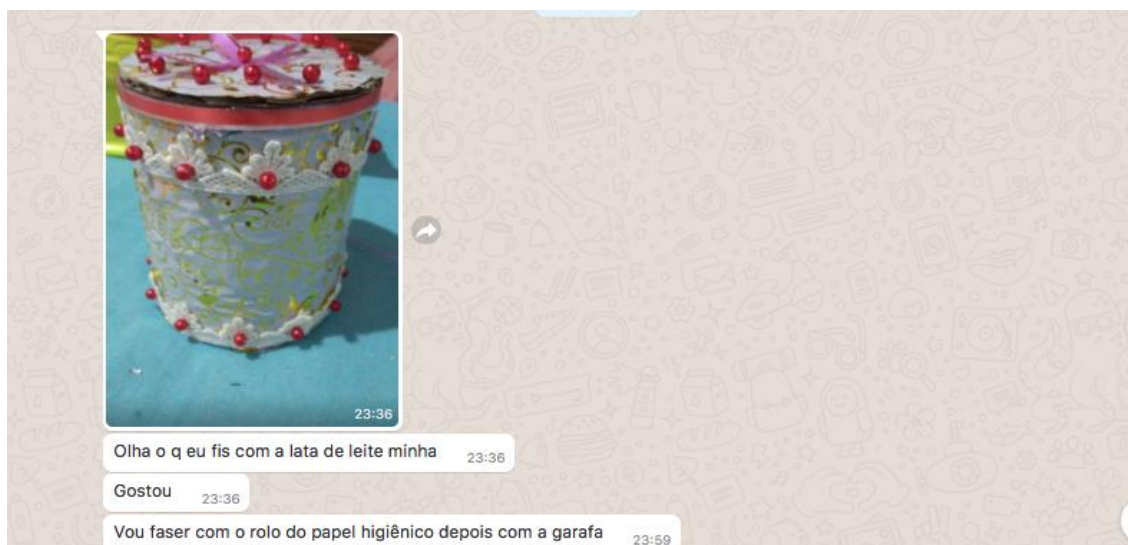 23:36
Olha o q eu fis com a lata de leite minha 23:36
Gostou 23:36
Vou faser com o rolo do papel higiênico depois com a garafa 23:59